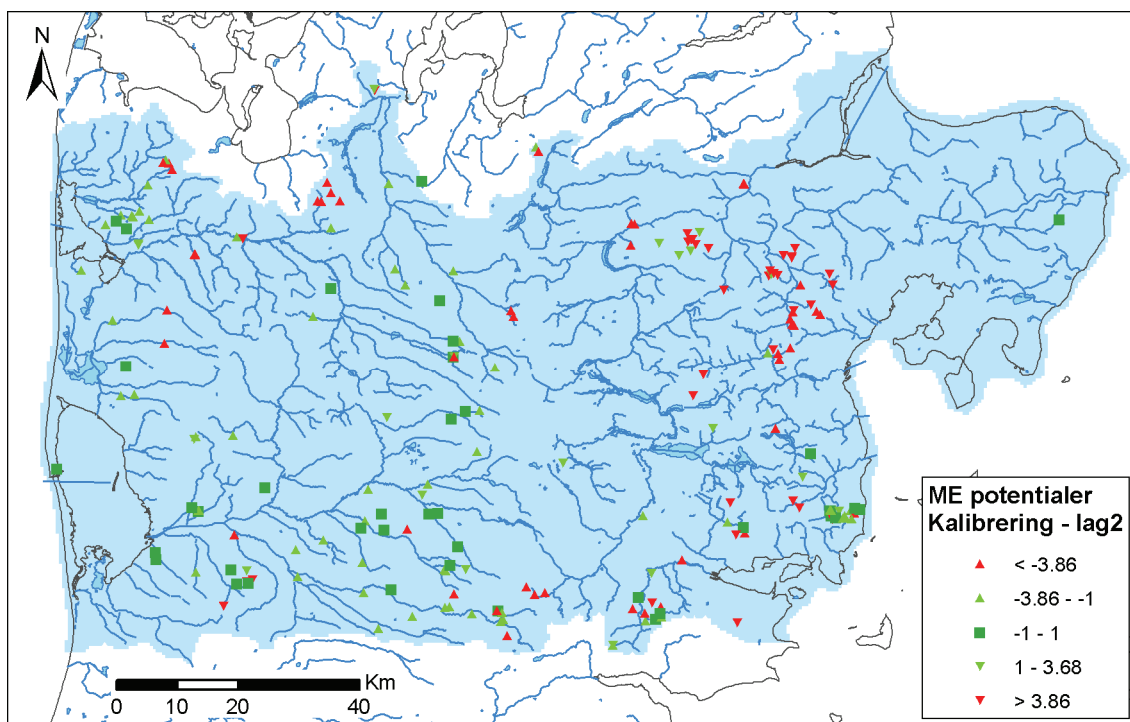 N
ME potentialer
Kalibrering - lag2
< -3.86
-3.86 - -1
-1 - 1
1 - 3.68
> 3.86
Km
0 10 20 40